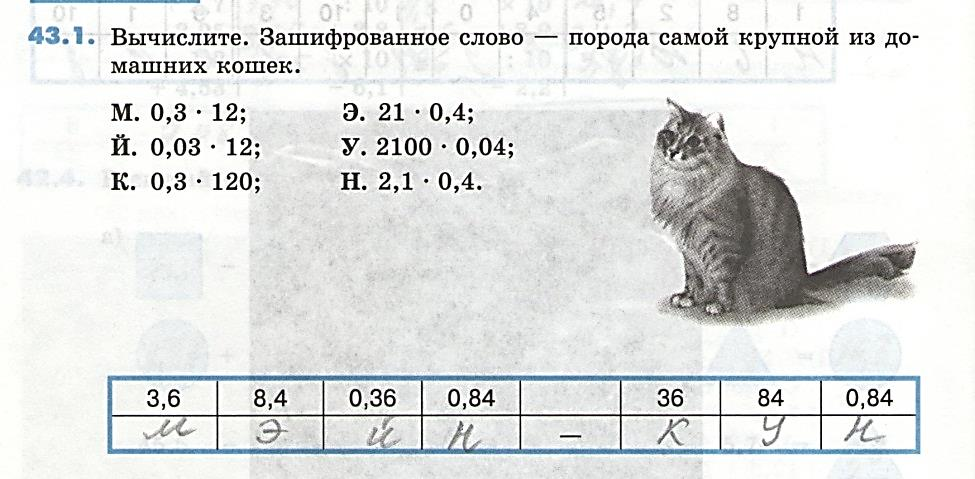 43.1. Вычислите. Зашифрованное слово — порода самой крупной из до-
машних кошек.
М. 0,3 · 12; Э. 21 · 0,4;
Й. 0,03 · 12; У. 2100 · 0,04;
К. 0,3 · 120; Н. 2,1 · 0,4.
3,6 8,4 0,36 0,84 36 84 0,84
М Э Й Н – К У Н